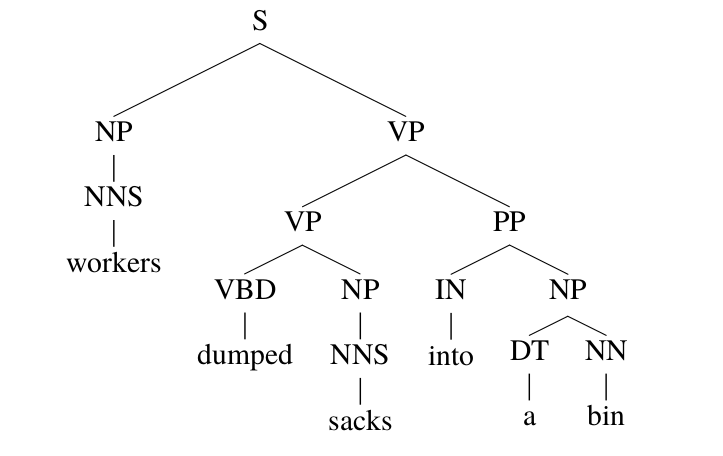 S
NP VP
NNS VP PP
workers VBD NP IN NP
dumped NNS into DT NN
sacks a bin